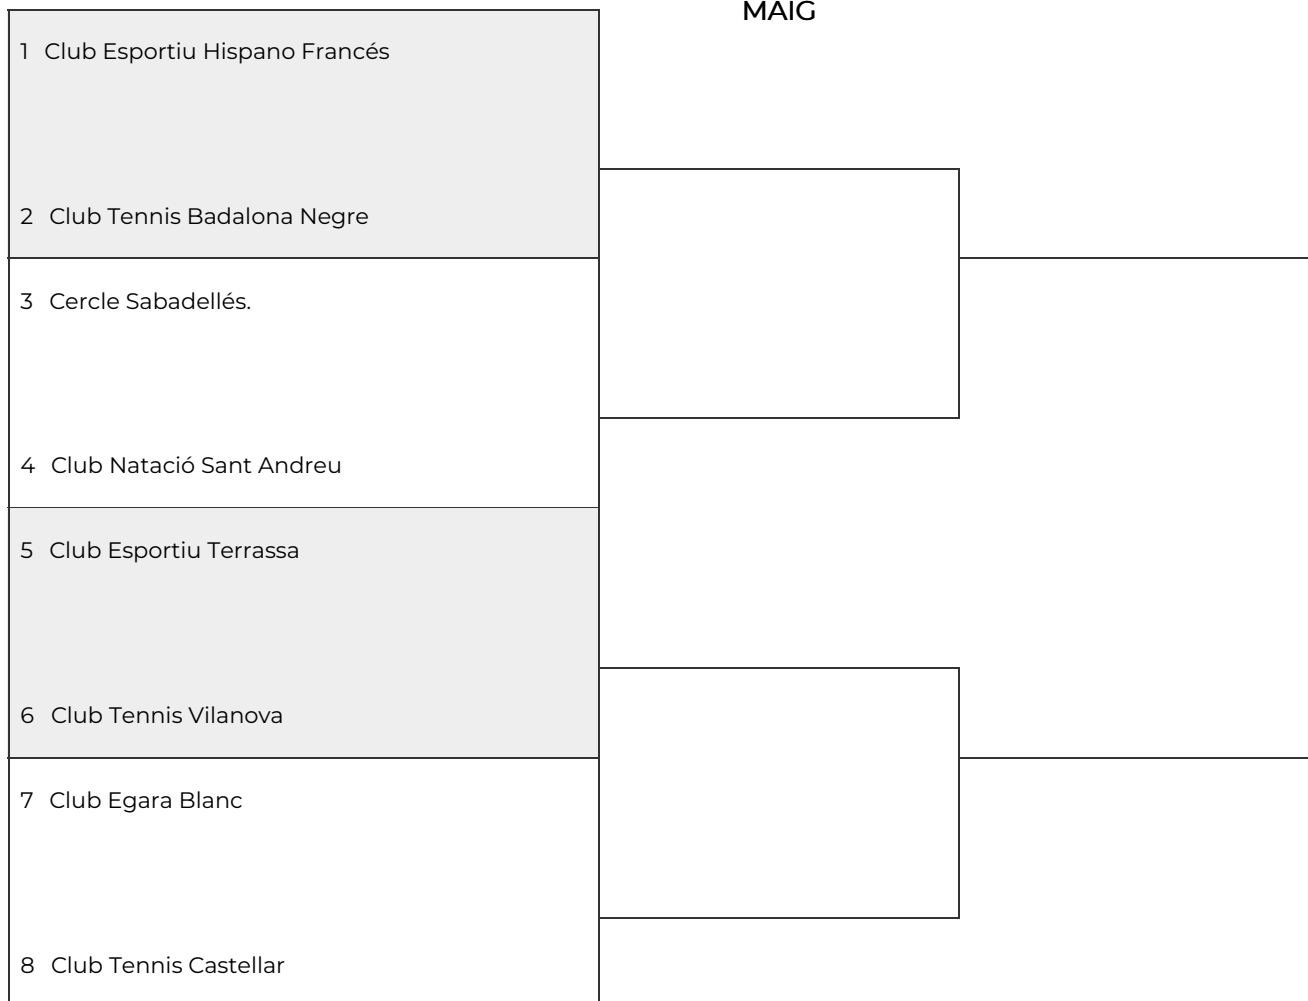 MAIG
1 Club Esportiu Hispano Francés
2 Club Tennis Badalona Negre
3 Cercle Sabadellés.
4 Club Natació Sant Andreu
5 Club Esportiu Terrassa
6 Club Tennis Vilanova
7 Club Egara Blanc
8 Club Tennis Castellar